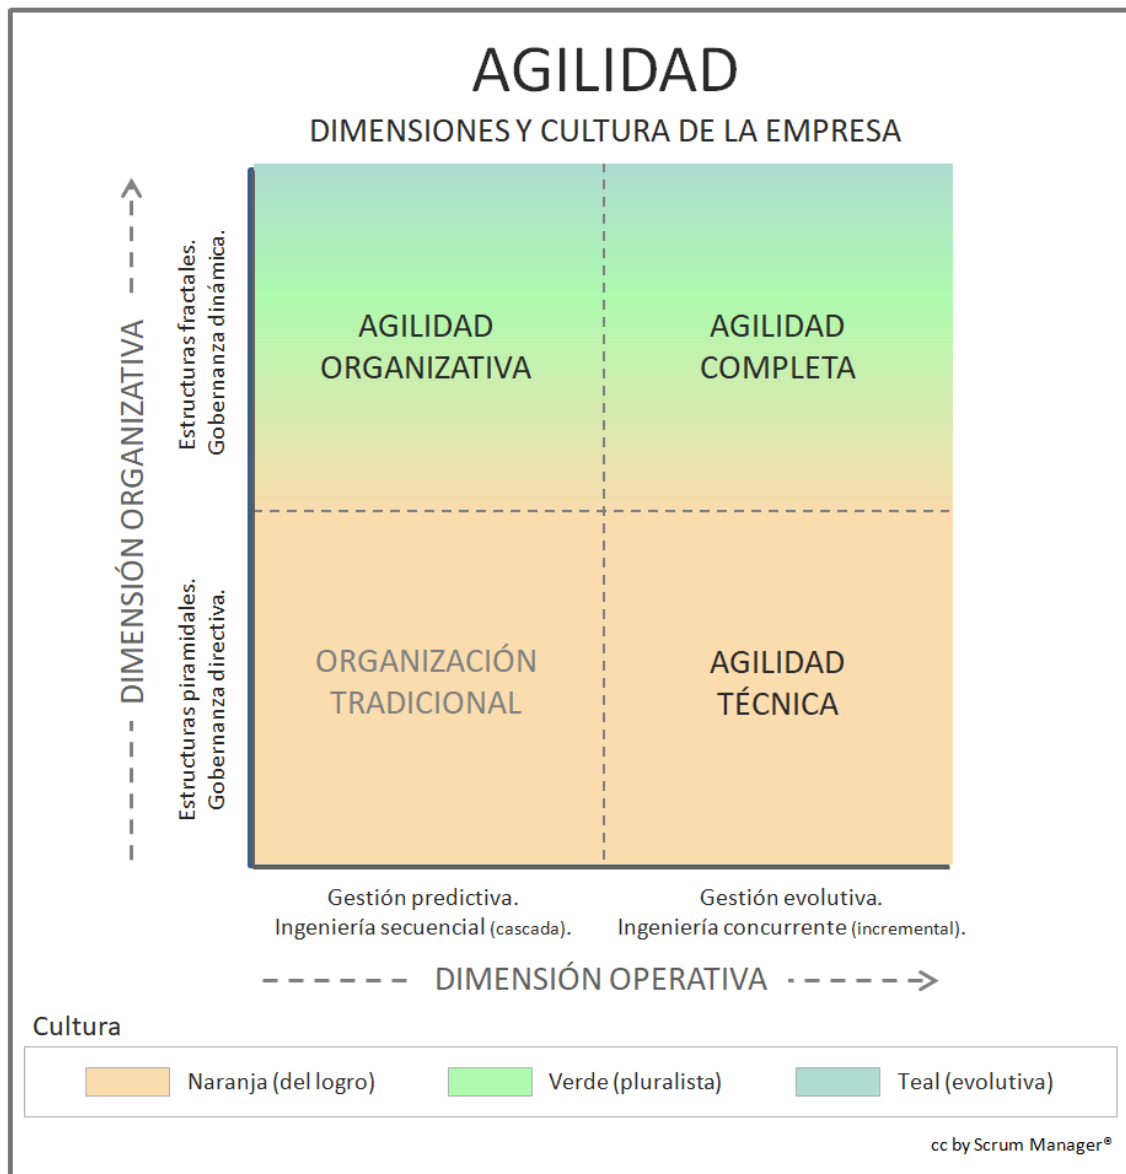 AGILIDAD
DIMENSIONES Y CULTURA DE LA EMPRESA
DIMENSIÓN ORGANIZATIVA
Estructuras fractales.
Gobernanza dinámica.
Estructuras piramidales.
Gobernanza directiva.
AGILIDAD
ORGANIZATIVA
AGILIDAD
COMPLETA
ORGANIZACIÓN
TRADICIONAL
AGILIDAD
TÉCNICA
Gestión predictiva.
Ingeniería secuencial (cascada).
Gestión evolutiva.
Ingeniería concurrente (incremental).
DIMENSIÓN OPERATIVA
Cultura
Naranja (del logro)
Verde (pluralista)
Teal (evolutiva)
cc by Scrum Manager®